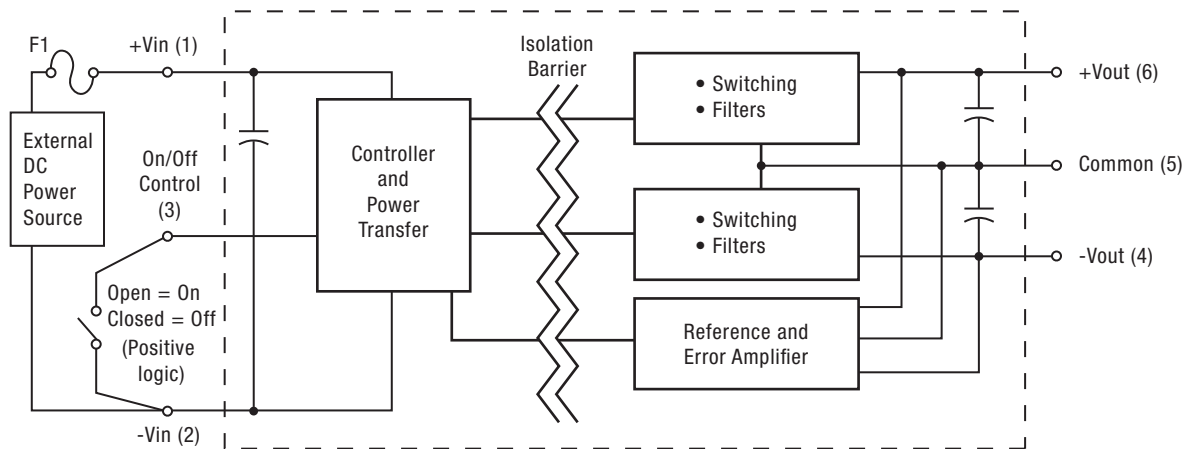 F1
+Vin (1)
External
DC
Power
Source
On/Off
Control
(3)
Open = On
Closed = Off
(Positive
logic)
-Vin (2)
Controller
and
Power
Transfer
Isolation
Barrier
• Switching
• Filters
• Switching
• Filters
Reference and
Error Amplifier
+Vout (6)
Common (5)
-Vout (4)